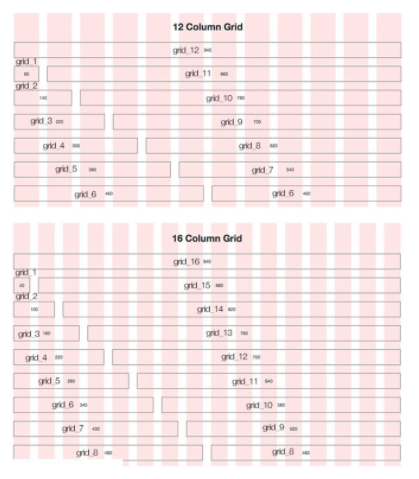 12 Column Grid
grid_12 940
grid_1
60 grid_11 860
grid_2
140 grid_10 780
grid_3 220 grid_9 700
grid_4 300 grid_8 620
grid_5 380 grid_7 540
grid_6 460 grid_6 460
16 Column Grid
grid_16 940
grid_1
40 grid_15 880
grid_2
100 grid_14 820
grid_3 160 grid_13 760
grid_4 220 grid_12 700
grid_5 280 grid_11 640
grid_6 340 grid_10 580
grid_7 400 grid_9 520
grid_8 460 grid_8 460